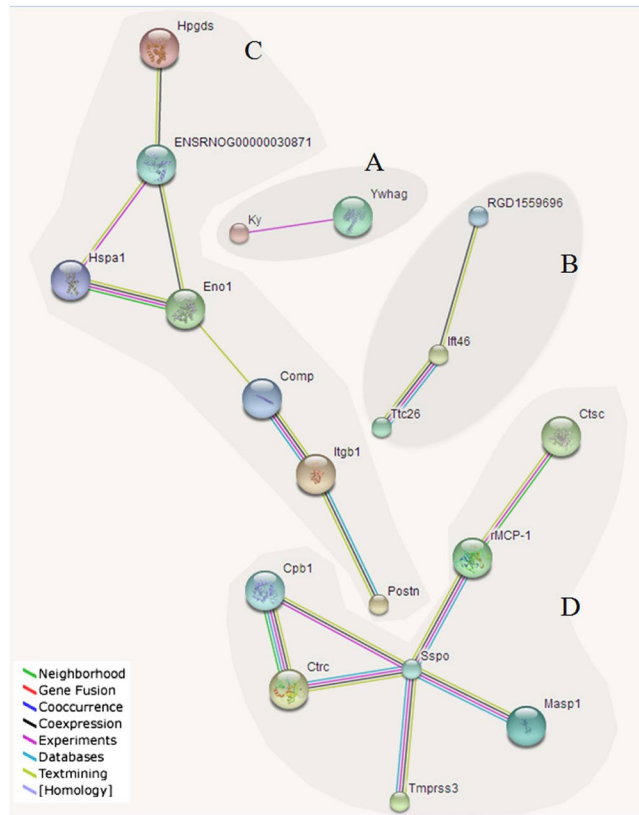 Hpgds
C
ENSRNOG00000030871
A
Ywhag
Ky
RGD1559696
B
Hspa1
Eno1
Ift46
Comp
Ttc26
Ctsc
Itgb1
rMCP-1
Cpb1
Postn
D
Sspo
Ctrc
Masp1
Tmprss3
Neighborhood
Gene Fusion
Cooccurrence
Coexpression
Experiments
Databases
Textmining
[Homology]